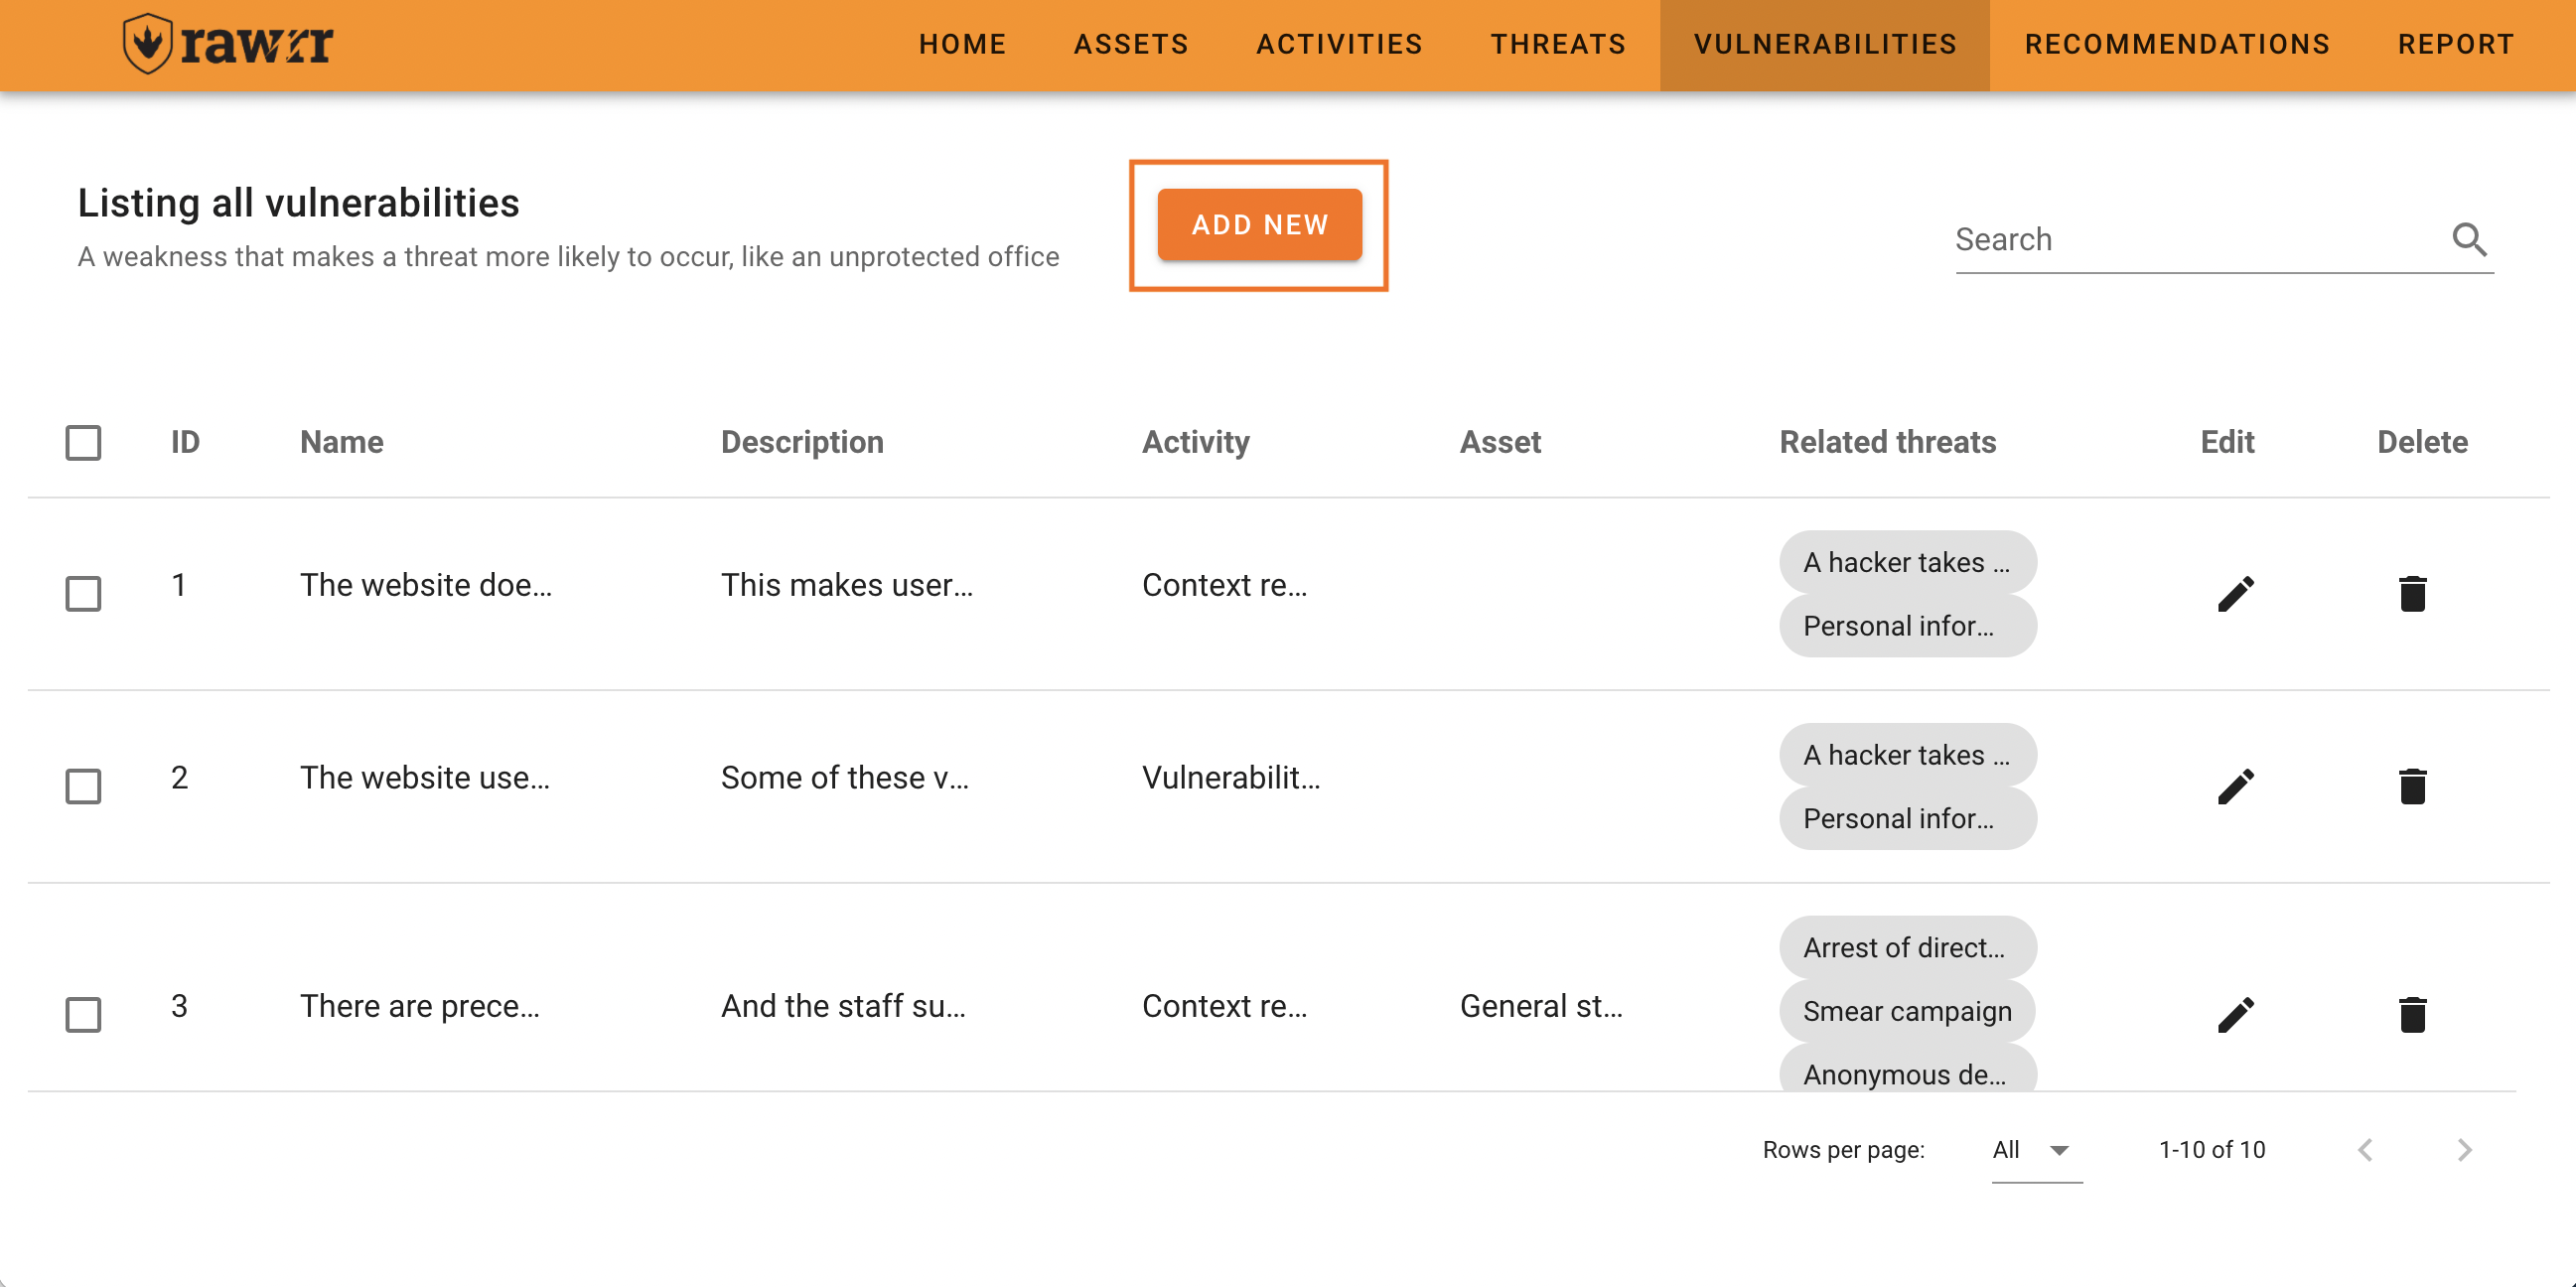 rawrr HOME ASSETS ACTIVITIES THREATS VULNERABILITIES RECOMMENDATIONS REPORT
Listing all vulnerabilities
A weakness that makes a threat more likely to occur, like an unprotected office
ADD NEW
Search
ID Name Description Activity Asset Related threats Edit Delete
1 The website doe... This makes user... Context re...
A hacker takes ...
Personal infor...
2 The website use... Some of these v... Vulnerabilit...
A hacker takes ...
Personal infor...
3 There are prece... And the staff su... Context re... General st...
Arrest of direct...
Smear campaign
Anonymous de...
Rows per page: All 1-10 of 10